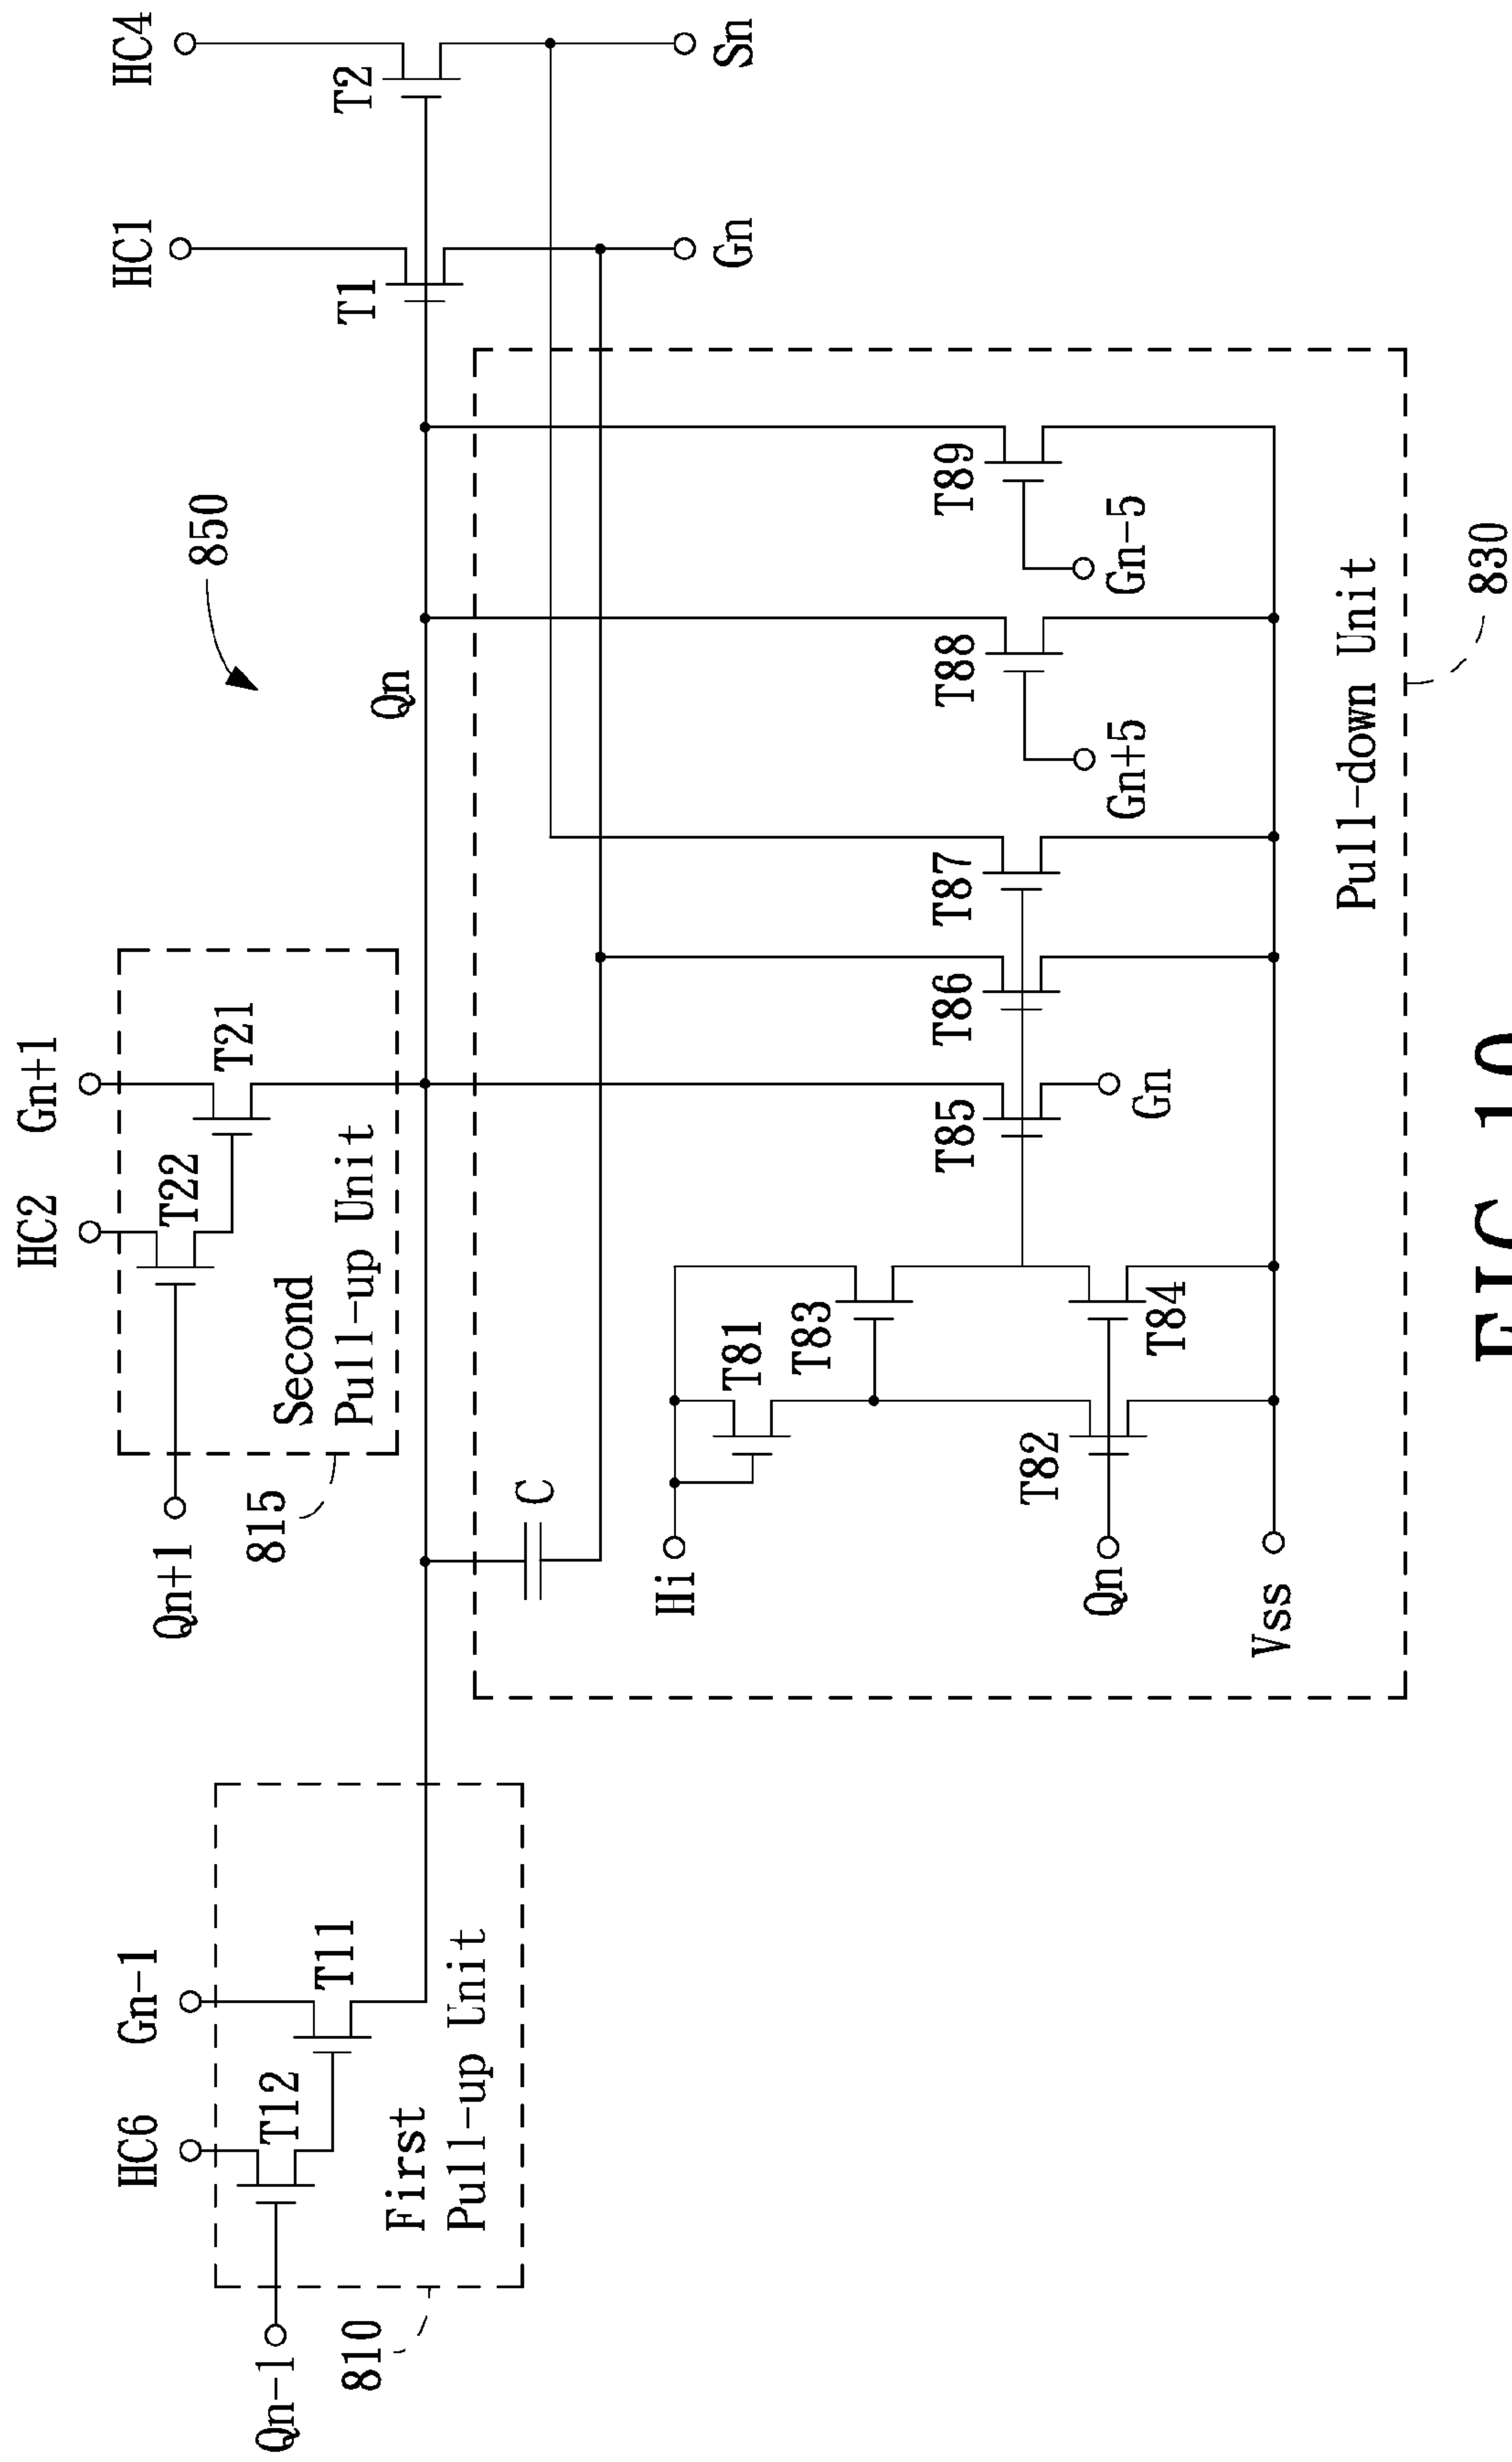 HC2 Gn+1
HC6 Gn-1 HC1 HC4
Qn+1 T22 850
T21
Qn-1 T12 815
Second
Pull-up Unit
T11 T1 T2
810 Qn
First
Pull-up Unit
C
Hi Gn Sn
T81
T83
T85 T86 T87 T88 T89
T82
Qn Gn+5 Gn-5
Gn
T84
Vss
Pull-down Unit
830